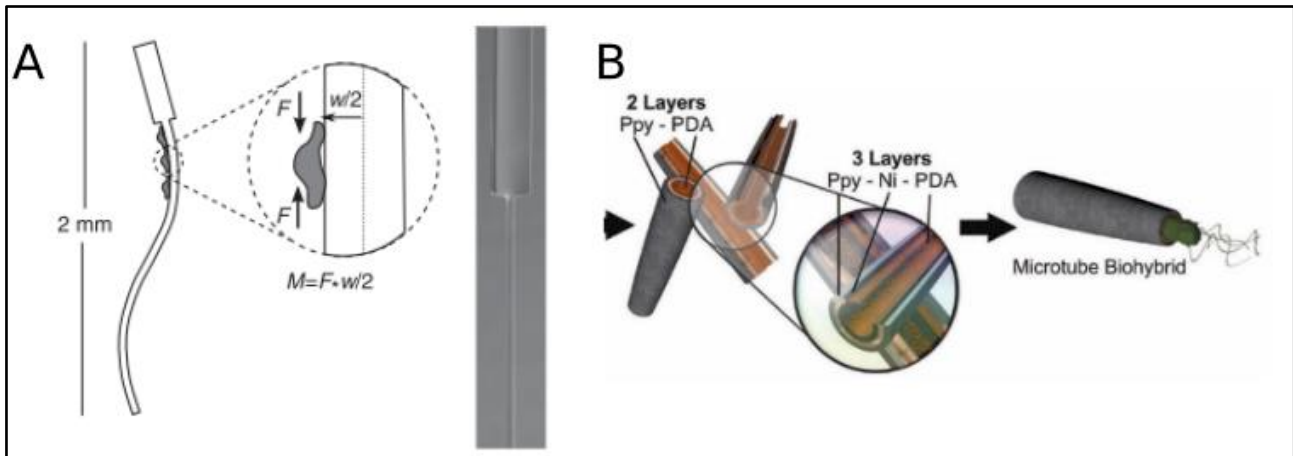 A
2 mm
F
F
w/2
M=F•w/2
B
2 Layers
Ppy - PDA
3 Layers
Ppy - Ni - PDA
Microtube Biohybrid